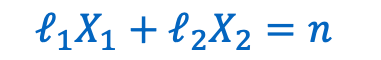 ℓ₁X₁ + ℓ₂X₂ = n